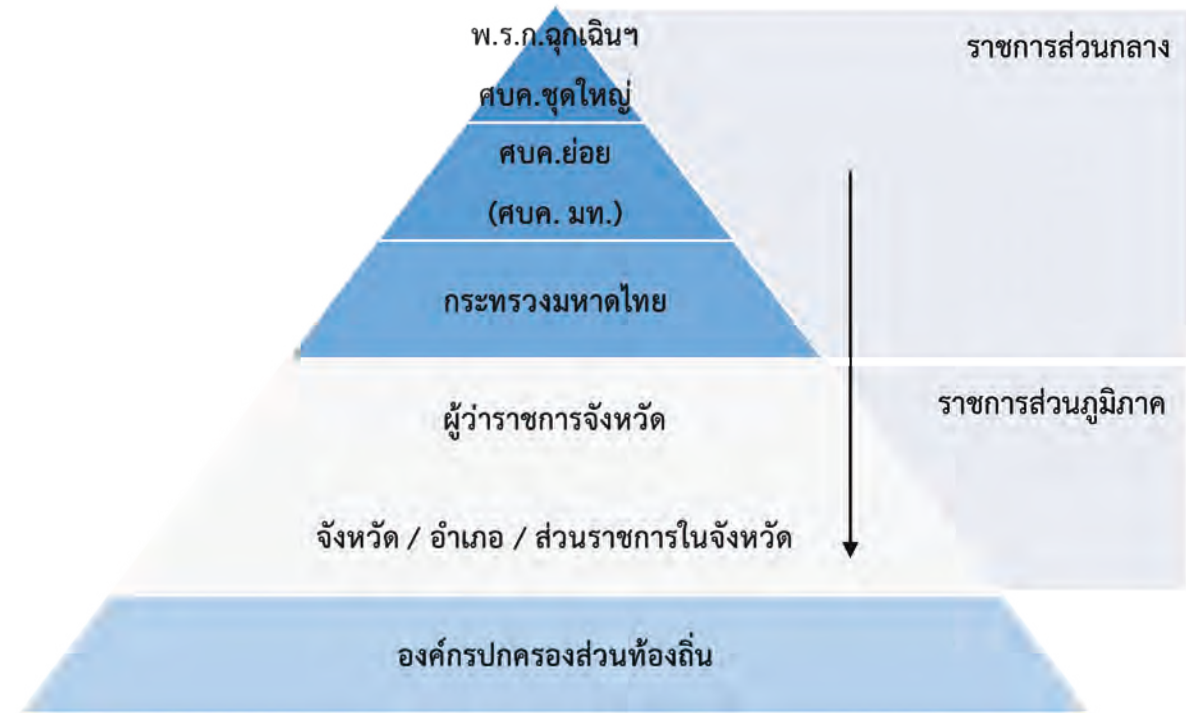 พ.ร.ก.ฉุกเฉินฯ
ราชการส่วนกลาง
ศบค.ชุดใหญ่
ศบค.ย่อย
(ศบค. มท.)
กระทรวงมหาดไทย
ผู้ว่าราชการจังหวัด
ราชการส่วนภูมิภาค
จังหวัด / อำเภอ / ส่วนราชการในจังหวัด
องค์กรปกครองส่วนท้องถิ่น